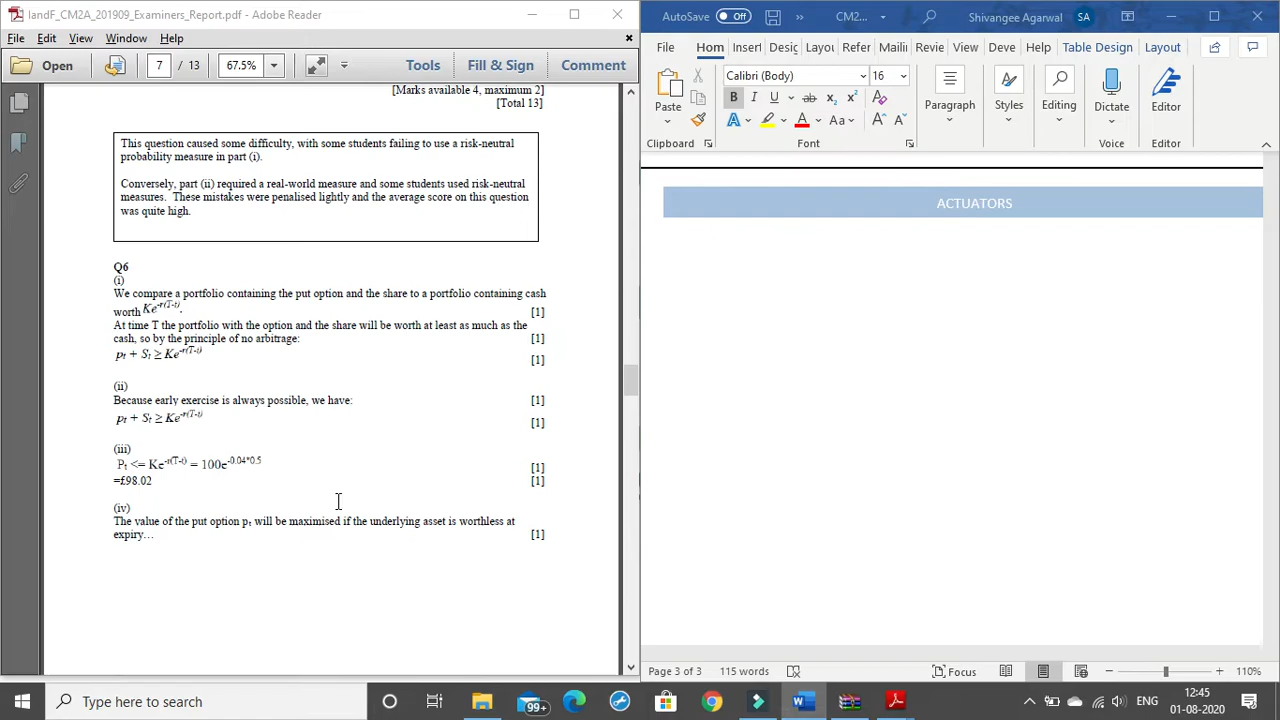 IandF_CM2A_201909_Examiners_Report.pdf - Adobe Reader
File Edit View Window Help
Open 7 / 13 67.5% Tools Fill & Sign Comment
[Marks available 4, maximum 2]
[Total 13]
This question caused some difficulty, with some students failing to use a risk-neutral
probability measure in part (i).
Conversely, part (ii) required a real-world measure and some students used risk-neutral
measures. These mistakes were penalised lightly and the average score on this question
was quite high.
Q6
(i)
We compare a portfolio containing the put option and the share to a portfolio containing cash
worth Ke^-r(T-t). [1]
At time T the portfolio with the option and the share will be worth at least as much as the
cash, so by the principle of no arbitrage: [1]
pt + St ≥ Ke^-r(T-t) [1]
(ii)
Because early exercise is always possible, we have: [1]
pt + St ≥ Ke^-r(T-t) [1]
(iii)
Pt <= Ke^-r(T-t) = 100e^-0.04*0.5 [1]
=£98.02 [1]
(iv)
The value of the put option pt will be maximised if the underlying asset is worthless at
expiry… [1]
AutoSave Off CM2... Shivangee Agarwal SA
File Hom Insert Desig Layou Refer Mailin Revie View Deve Help Table Design Layout
Calibri (Body) 16
Paste B I U ab x2 x2 Paragraph Styles Editing Dictate Editor
A A Aa A A
Clipboard Font Voice Editor
ACTUATORS
Page 3 of 3 115 words Focus 110%
Type here to search 99+ ENG 12:45
01-08-2020